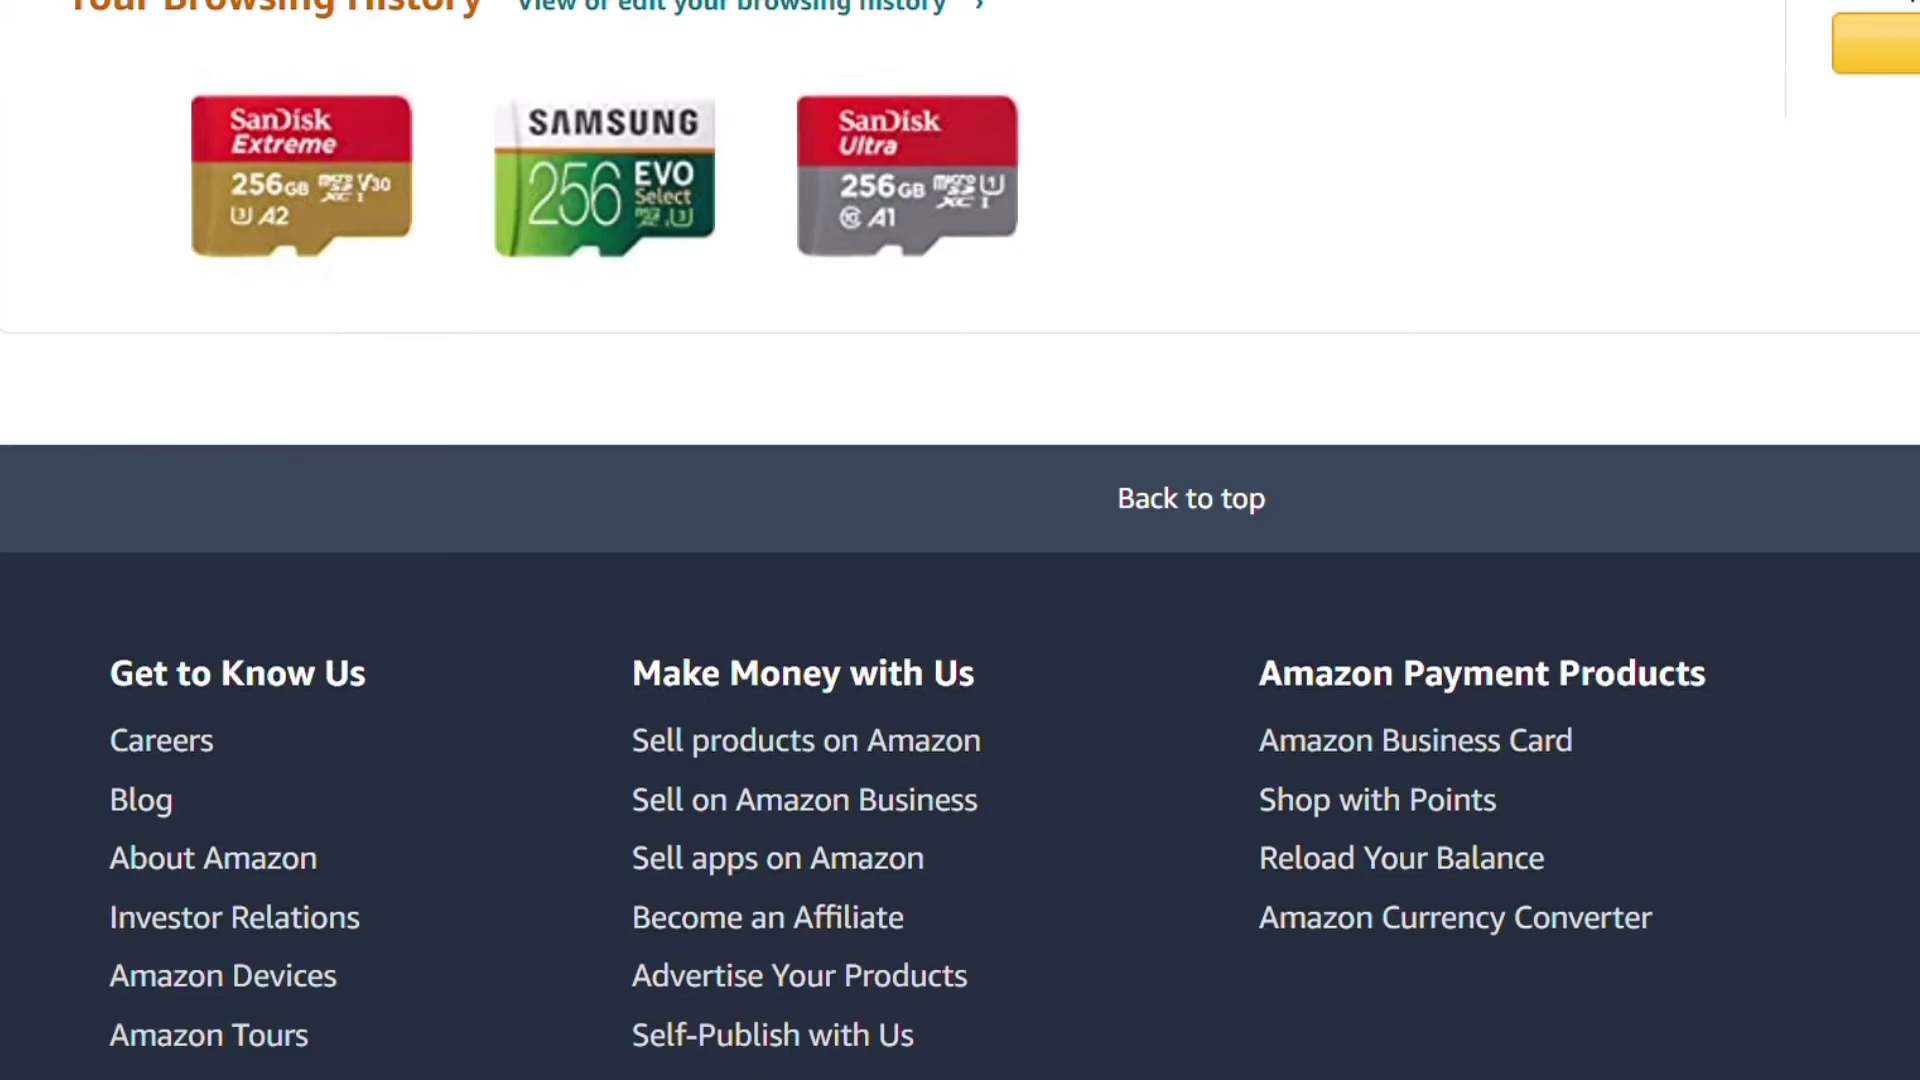 Your Browsing History View or edit your browsing history ›
SanDisk
Extreme
256GB micro SD XC I V30
U3 A2
SAMSUNG
256 EVO
Select
SanDisk
Ultra
256GB micro SD XC I U1
A1
Back to top
Get to Know Us
Careers
Blog
About Amazon
Investor Relations
Amazon Devices
Amazon Tours
Make Money with Us
Sell products on Amazon
Sell on Amazon Business
Sell apps on Amazon
Become an Affiliate
Advertise Your Products
Self-Publish with Us
Amazon Payment Products
Amazon Business Card
Shop with Points
Reload Your Balance
Amazon Currency Converter